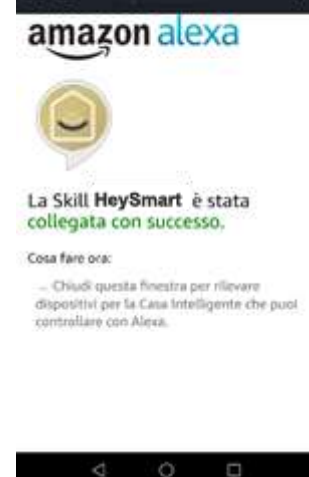 amazon alexa
La Skill HeySmart è stata
collegata con successo.
Cosa fare ora:
— Chiudi questa finestra per rilevare
dispositivi per la Casa Intelligente che puoi
controllare con Alexa.